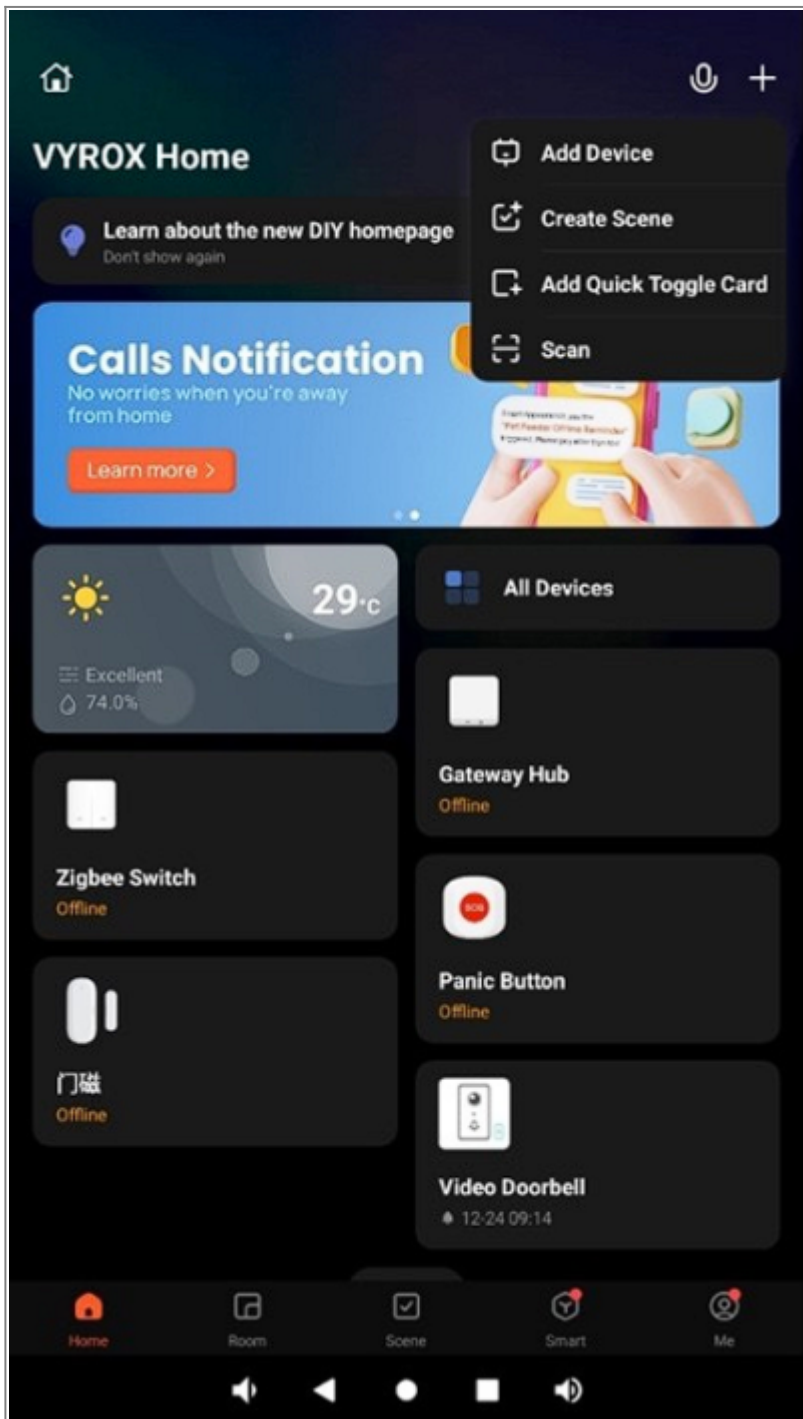 VYROX Home
Add Device
Create Scene
Add Quick Toggle Card
Scan
Learn about the new DIY homepage
Don't show again
Calls Notification
No worries when you're away
from home
Learn more >
29°c
Excellent
74.0%
All Devices
Gateway Hub
Offline
Zigbee Switch
Offline
SOS
Panic Button
Offline
门磁
Offline
Video Doorbell
12-24 09:14
Home
Room
Scene
Smart
Me